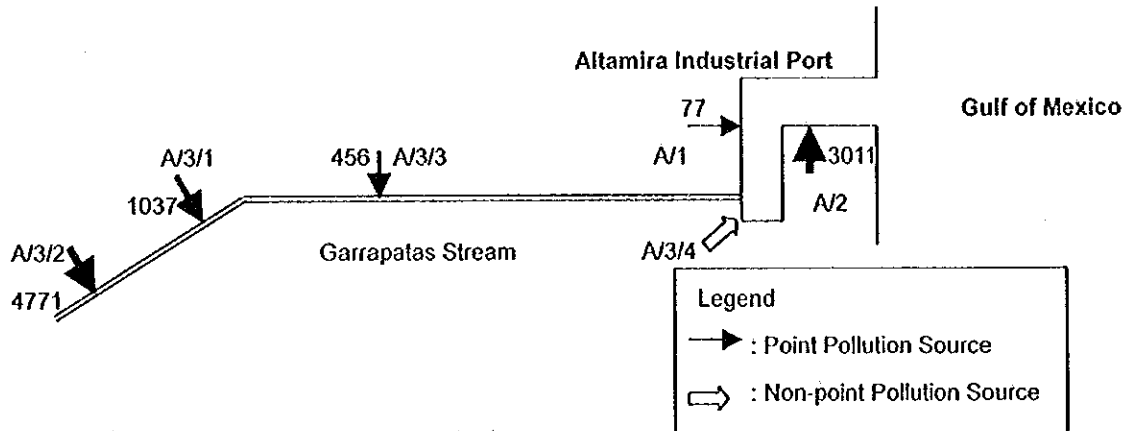 Altamira Industrial Port
Gulf of Mexico
77
A/3/1
456 A/3/3
A/1
3011
1037
A/2
A/3/2
Garrapatas Stream
A/3/4
4771
Legend
: Point Pollution Source
: Non-point Pollution Source